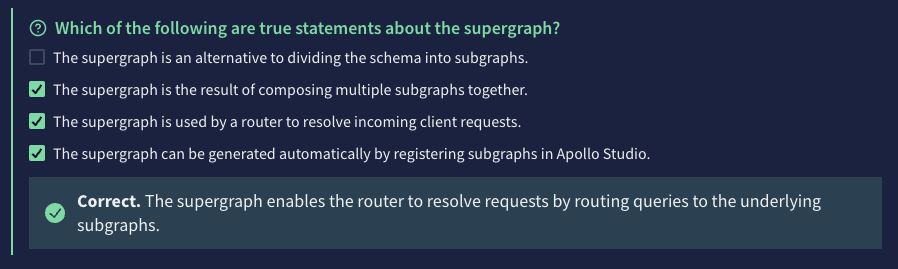 Which of the following are true statements about the supergraph?
The supergraph is an alternative to dividing the schema into subgraphs.
The supergraph is the result of composing multiple subgraphs together.
The supergraph is used by a router to resolve incoming client requests.
The supergraph can be generated automatically by registering subgraphs in Apollo Studio.
Correct. The supergraph enables the router to resolve requests by routing queries to the underlying
subgraphs.